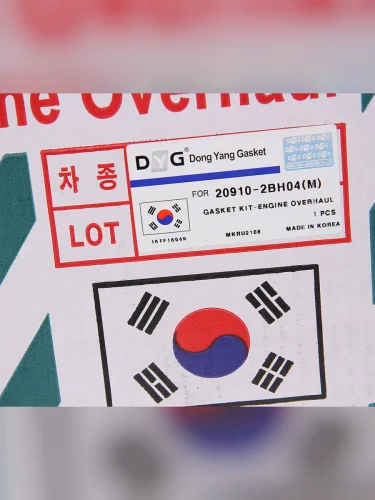 ne Overhaul
차 종
LOT
DYG® Dong Yang Gasket
FOR 20910-2BH04(M)
GASKET KIT-ENGINE OVERHAUL
1 PCS
IATF16949
MKRU2108
MADE IN KOREA